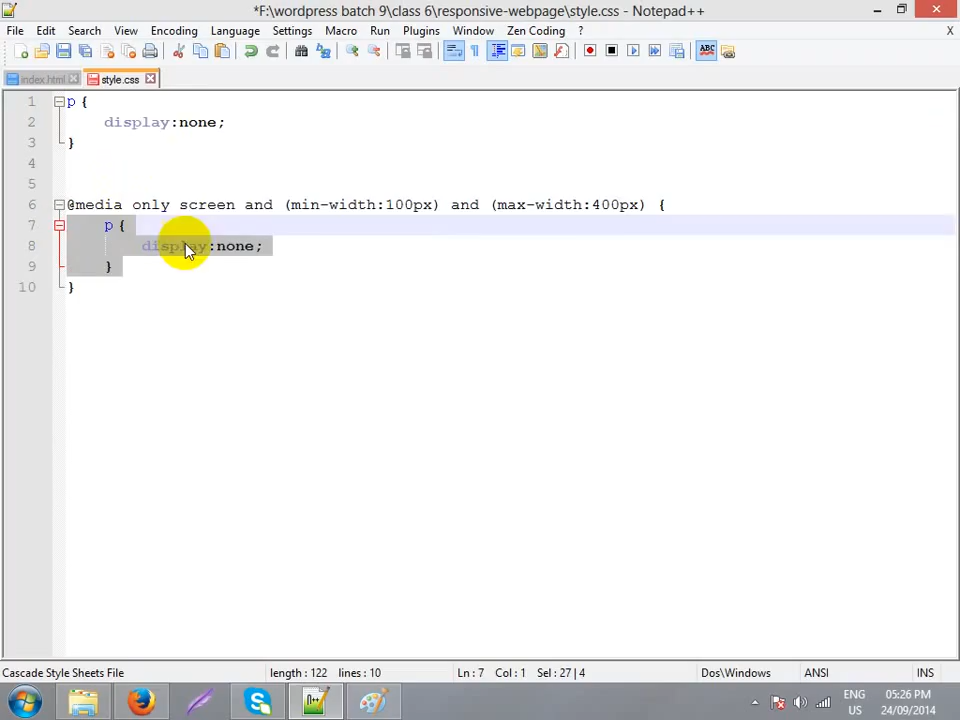 *F:\wordpress batch 9\class 6\responsive-webpage\style.css - Notepad++
File Edit Search View Encoding Language Settings Macro Run Plugins Window Zen Coding ? X
index.html style.css
1 p {
2 display:none;
3 }
4
5
6 @media only screen and (min-width:100px) and (max-width:400px) {
7 p {
8 display:none;
9 }
10 }
Cascade Style Sheets File length : 122 lines : 10 Ln : 7 Col : 1 Sel : 27 | 4 Dos\Windows ANSI INS
ENG 05:26 PM
US 24/09/2014